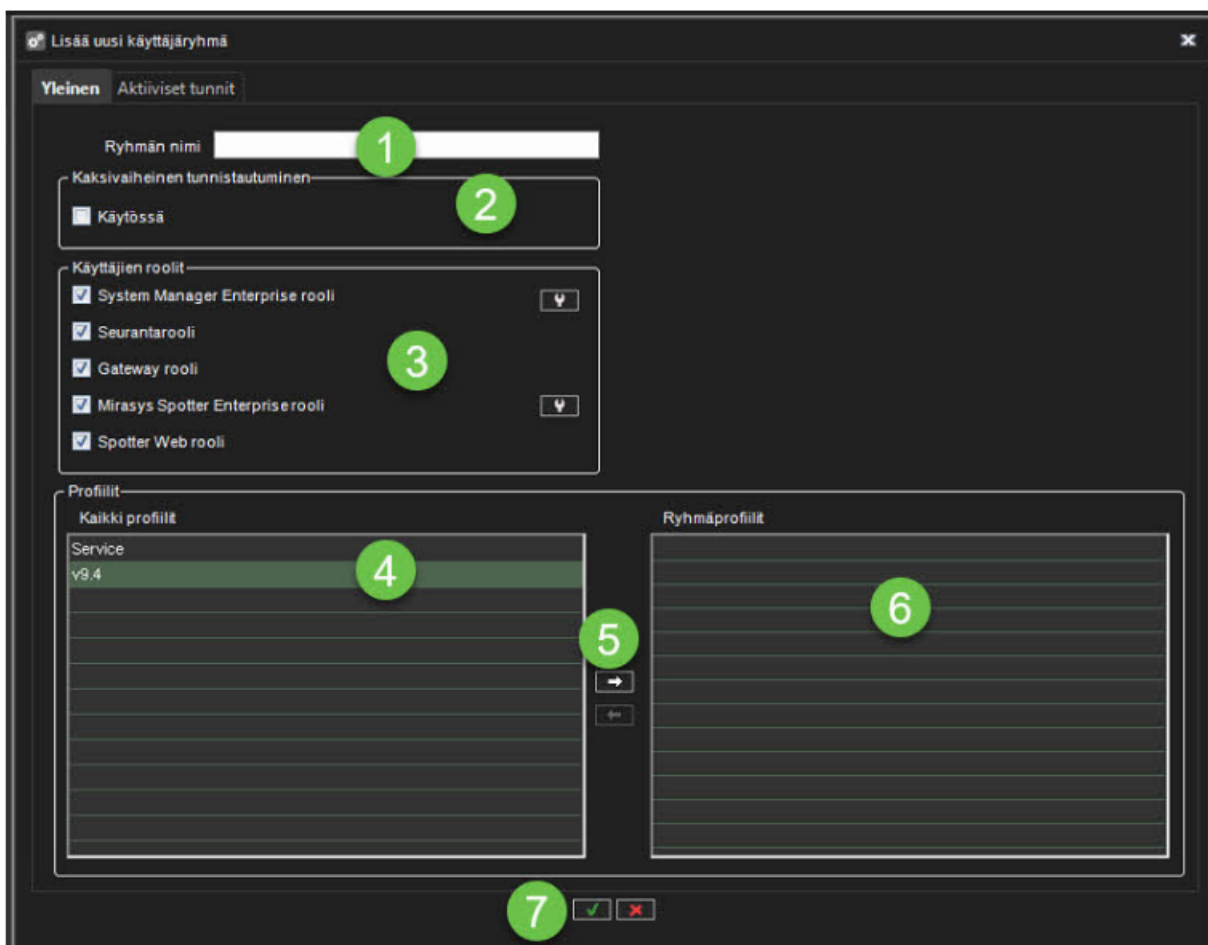 Lisää uusi käyttäjäryhmä
Yleinen Aktiiviset tunnit
Ryhmän nimi 1
Kaksivaiheinen tunnistautuminen
2
Käytössä
Käyttäjien roolit
System Manager Enterprise rooli
Seurantarooli
3
Gateway rooli
Mirasys Spotter Enterprise rooli
Spotter Web rooli
Profiilit
Kaikki profiilit Ryhmäprofiilit
Service
v9.4
4
5
6
7